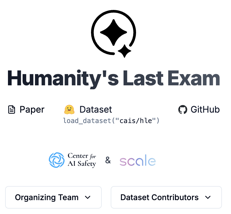 Humanity's Last Exam
Paper Dataset GitHub
load_dataset("cais/hle")
Center for
AI Safety & scale
Organizing Team Dataset Contributors